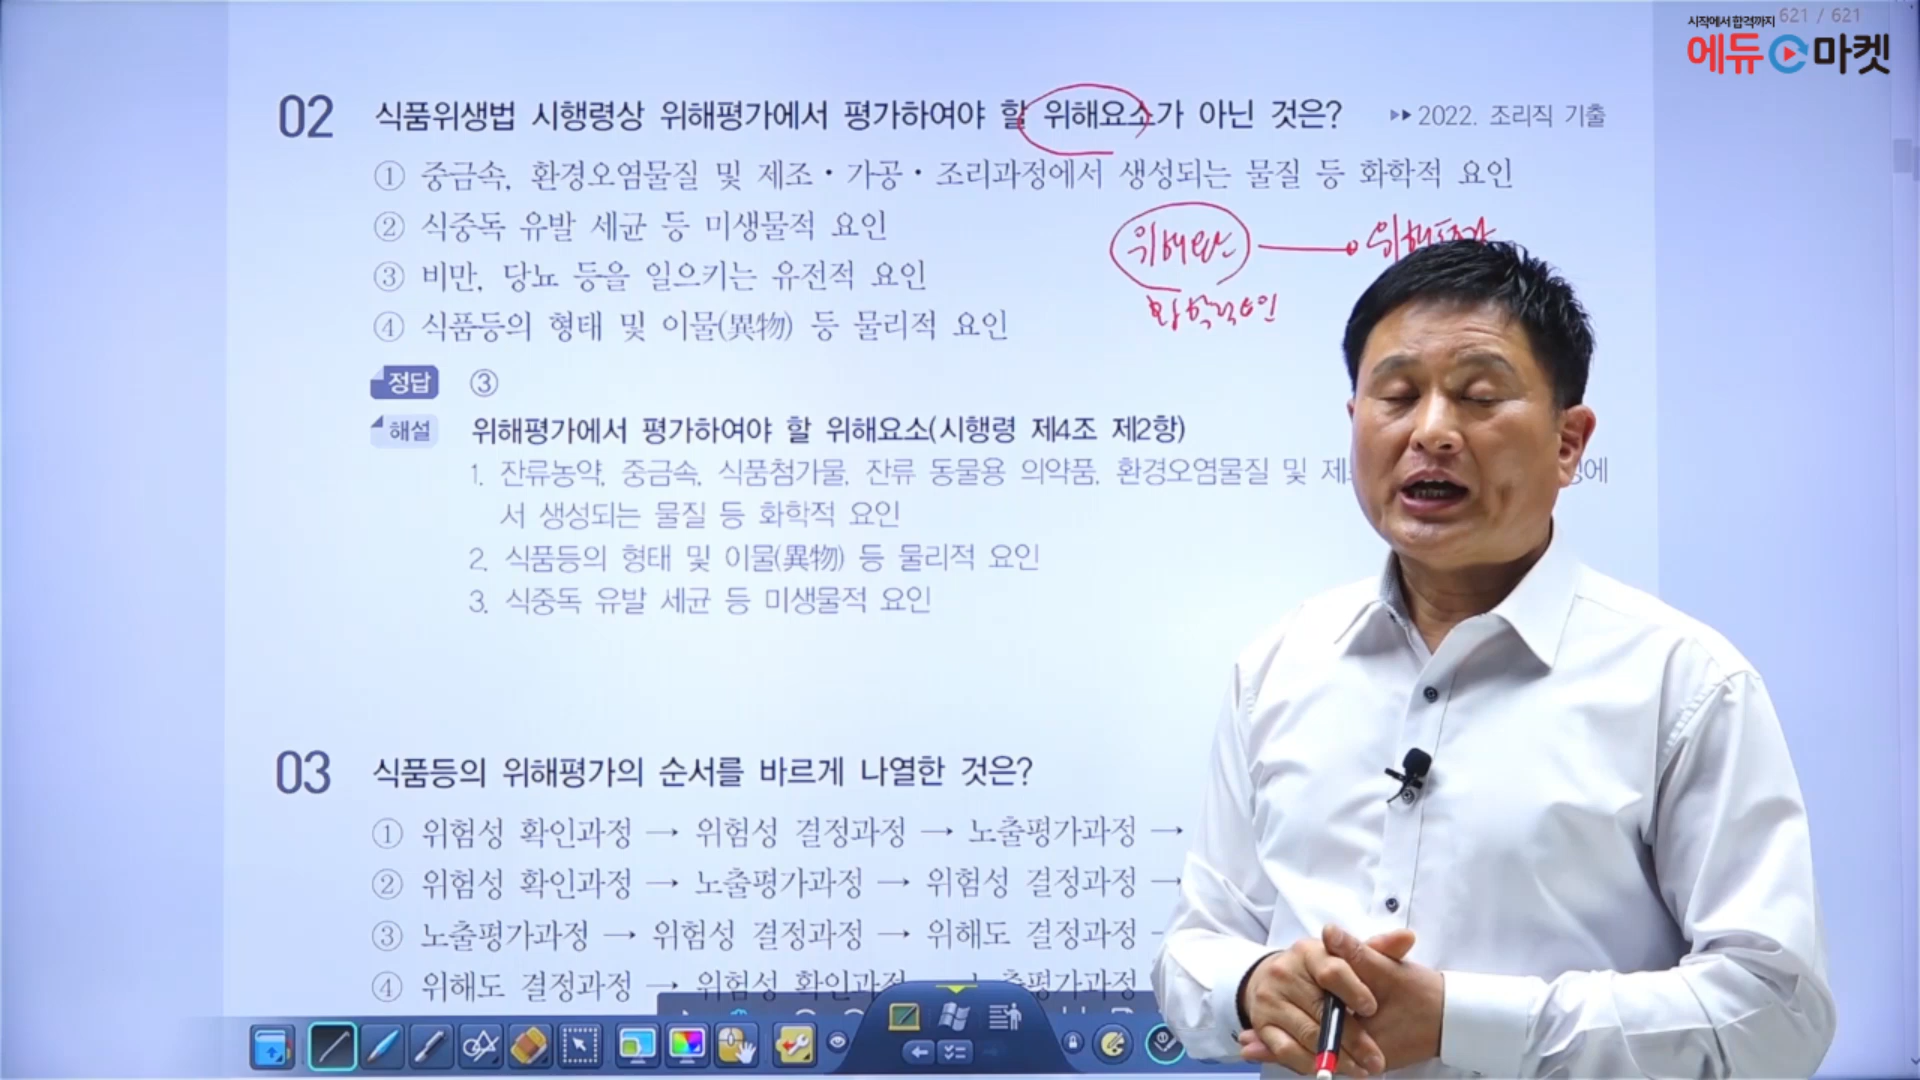 621 / 621
시작에서 합격까지
에듀 마켓
02 식품위생법 시행령상 위해평가에서 평가하여야 할 위해요소가 아닌 것은? ▸▸ 2022. 조리직 기출
① 중금속, 환경오염물질 및 제조·가공·조리과정에서 생성되는 물질 등 화학적 요인
② 식중독 유발 세균 등 미생물적 요인
③ 비만, 당뇨 등을 일으키는 유전적 요인
④ 식품등의 형태 및 이물(異物) 등 물리적 요인
위해요소 위해평가
화학적요인
정답 ③
해설 위해평가에서 평가하여야 할 위해요소(시행령 제4조 제2항)
1. 잔류농약, 중금속, 식품첨가물, 잔류 동물용 의약품, 환경오염물질 및 에
서 생성되는 물질 등 화학적 요인
2. 식품등의 형태 및 이물(異物) 등 물리적 요인
3. 식중독 유발 세균 등 미생물적 요인
03 식품등의 위해평가의 순서를 바르게 나열한 것은?
① 위험성 확인과정 → 위험성 결정과정 → 노출평가과정 →
② 위험성 확인과정 → 노출평가과정 → 위험성 결정과정 →
③ 노출평가과정 → 위험성 결정과정 → 위해도 결정과정
④ 위해도 결정과정 → 위험성 확인과정 출평가과정